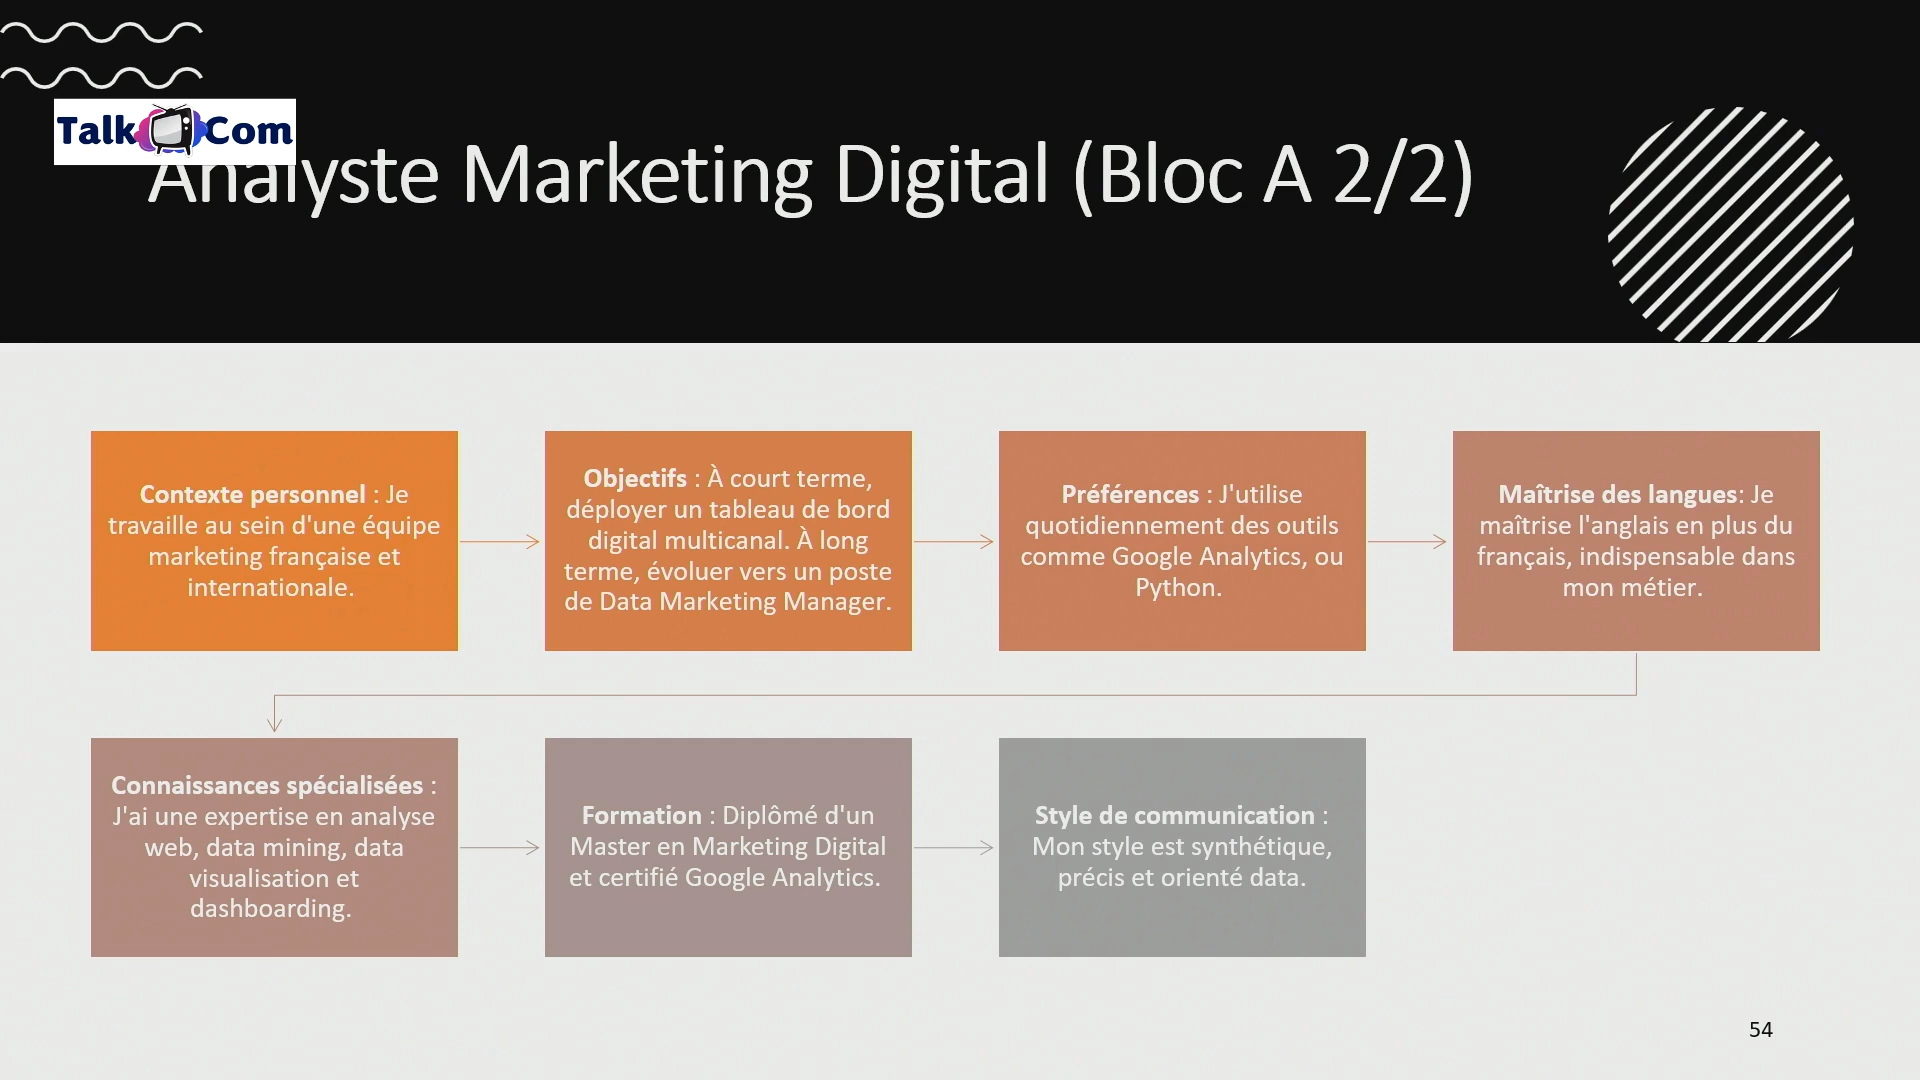 Talk Com
Analyste Marketing Digital (Bloc A 2/2)
Contexte personnel : Je
travaille au sein d'une équipe
marketing française et
internationale.
Objectifs : À court terme,
déployer un tableau de bord
digital multicanal. À long
terme, évoluer vers un poste
de Data Marketing Manager.
Préférences : J'utilise
quotidiennement des outils
comme Google Analytics, ou
Python.
Maîtrise des langues: Je
maîtrise l'anglais en plus du
français, indispensable dans
mon métier.
Connaissances spécialisées :
J'ai une expertise en analyse
web, data mining, data
visualisation et
dashboarding.
Formation : Diplômé d'un
Master en Marketing Digital
et certifié Google Analytics.
Style de communication :
Mon style est synthétique,
précis et orienté data.
54